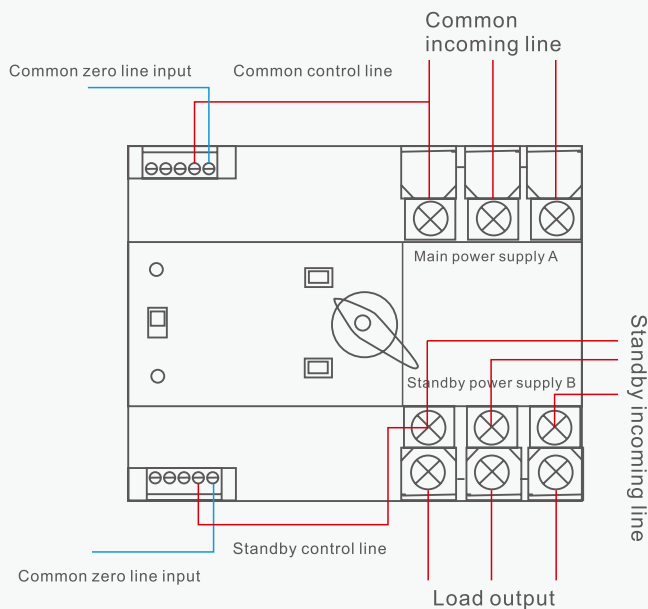 Common
incoming line
Common zero line input
Common control line
Main power supply A
Standby incoming line
Standby power supply B
Standby control line
Common zero line input
Load output